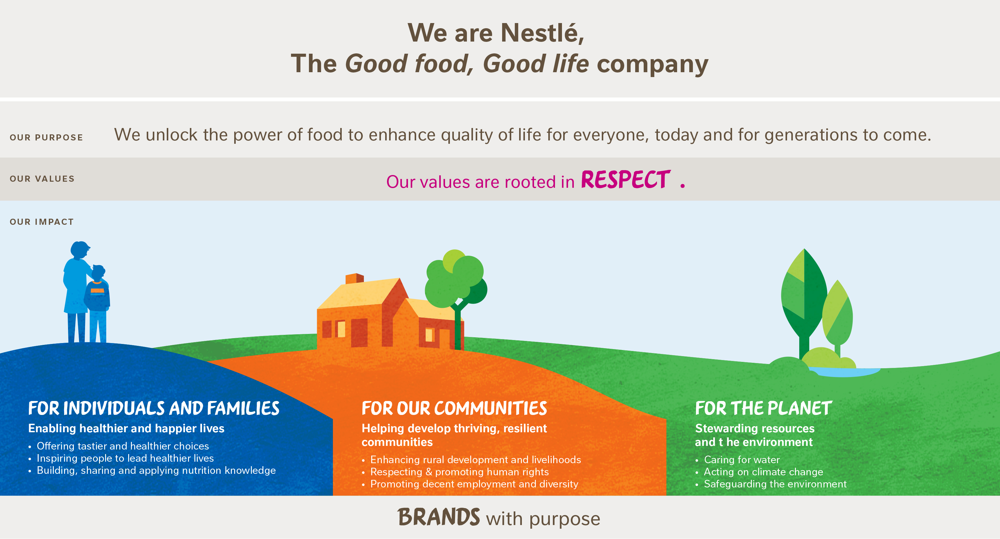 We are Nestlé,
The Good food, Good life company
OUR PURPOSE We unlock the power of food to enhance quality of life for everyone, today and for generations to come.
OUR VALUES Our values are rooted in RESPECT .
OUR IMPACT
FOR INDIVIDUALS AND FAMILIES
Enabling healthier and happier lives
• Offering tastier and healthier choices
• Inspiring people to lead healthier lives
• Building, sharing and applying nutrition knowledge
FOR OUR COMMUNITIES
Helping develop thriving, resilient
communities
• Enhancing rural development and livelihoods
• Respecting & promoting human rights
• Promoting decent employment and diversity
FOR THE PLANET
Stewarding resources
and t he environment
• Caring for water
• Acting on climate change
• Safeguarding the environment
BRANDS with purpose